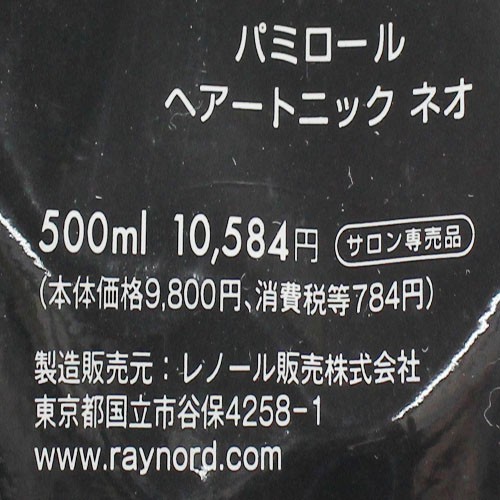 パミロール
ヘアートニック ネオ
500ml 10,584円 サロン専売品
(本体価格9,800円、消費税等784円)
製造販売元：レノール販売株式会社
東京都国立市谷保4258-1
www.raynord.com